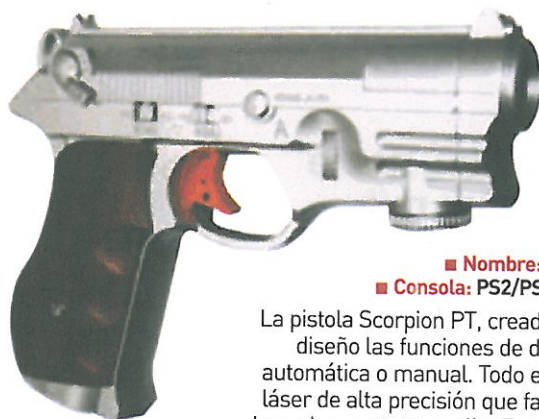 ■ Nombre:
■ Consola: PS2/PS
La pistola Scorpion PT, cread
diseño las funciones de d
automática o manual. Todo e
láser de alta precisión que fa
A